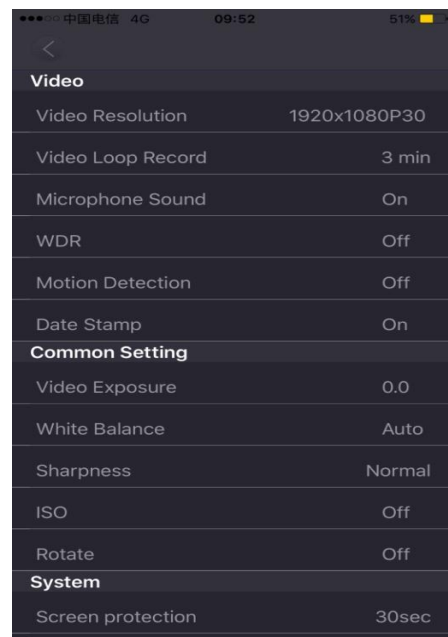 中国电信 4G 09:52 51%
Video
Video Resolution 1920x1080P30
Video Loop Record 3 min
Microphone Sound On
WDR Off
Motion Detection Off
Date Stamp On
Common Setting
Video Exposure 0.0
White Balance Auto
Sharpness Normal
ISO Off
Rotate Off
System
Screen protection 30sec